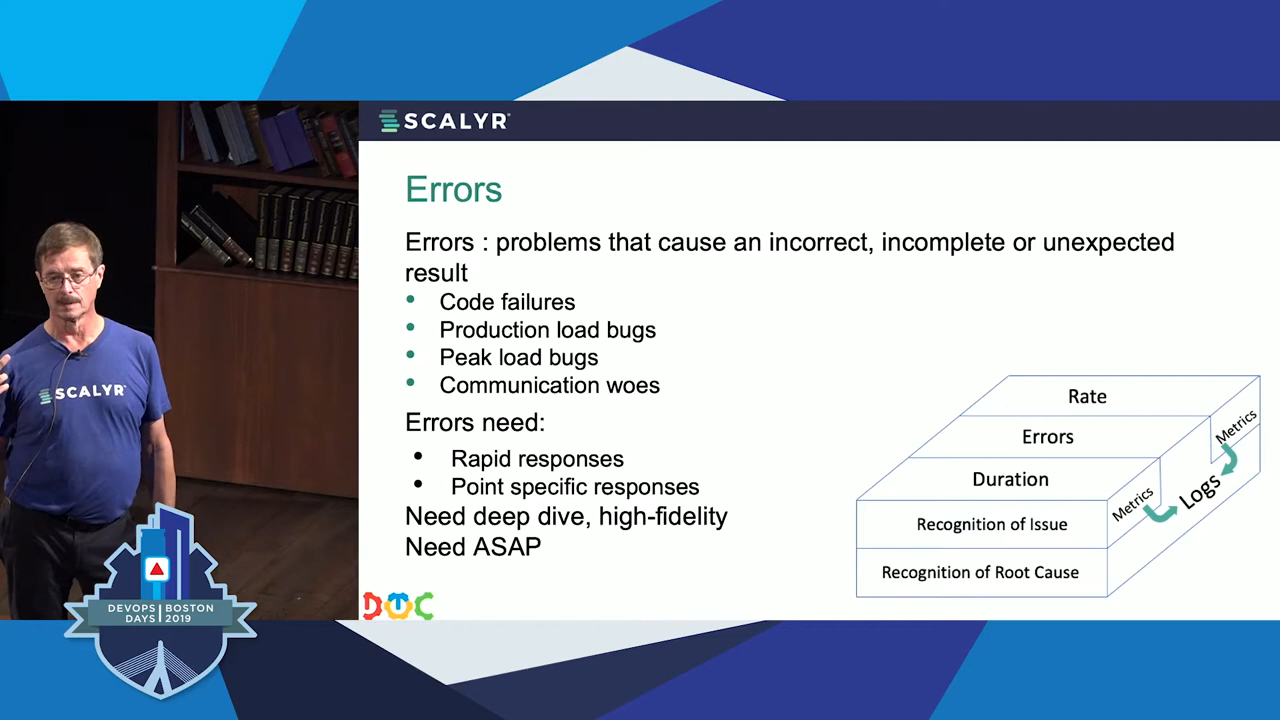 SCALYR
Errors
Errors : problems that cause an incorrect, incomplete or unexpected
result
• Code failures
• Production load bugs
• Peak load bugs
• Communication woes
Errors need:
• Rapid responses
• Point specific responses
Need deep dive, high-fidelity
Need ASAP
Rate
Errors
Duration
Recognition of Issue
Recognition of Root Cause
Metrics
Metrics
Logs
SCALYR
DEVOPS BOSTON
DAYS 2019
DOC